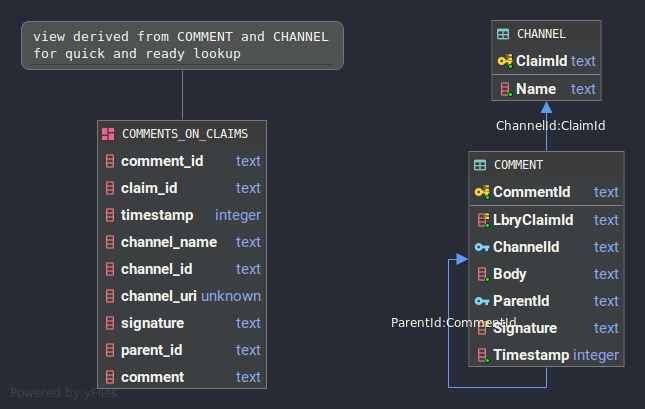 view derived from COMMENT and CHANNEL
for quick and ready lookup
COMMENTS_ON_CLAIMS
comment_id text
claim_id text
timestamp integer
channel_name text
channel_id text
channel_uri unknown
signature text
parent_id text
comment text
CHANNEL
ClaimId text
Name text
ChannelId:ClaimId
COMMENT
CommentId text
LbryClaimId text
ChannelId text
Body text
ParentId text
ParentId:CommentId
Signature text
Timestamp integer
Powered by yFiles